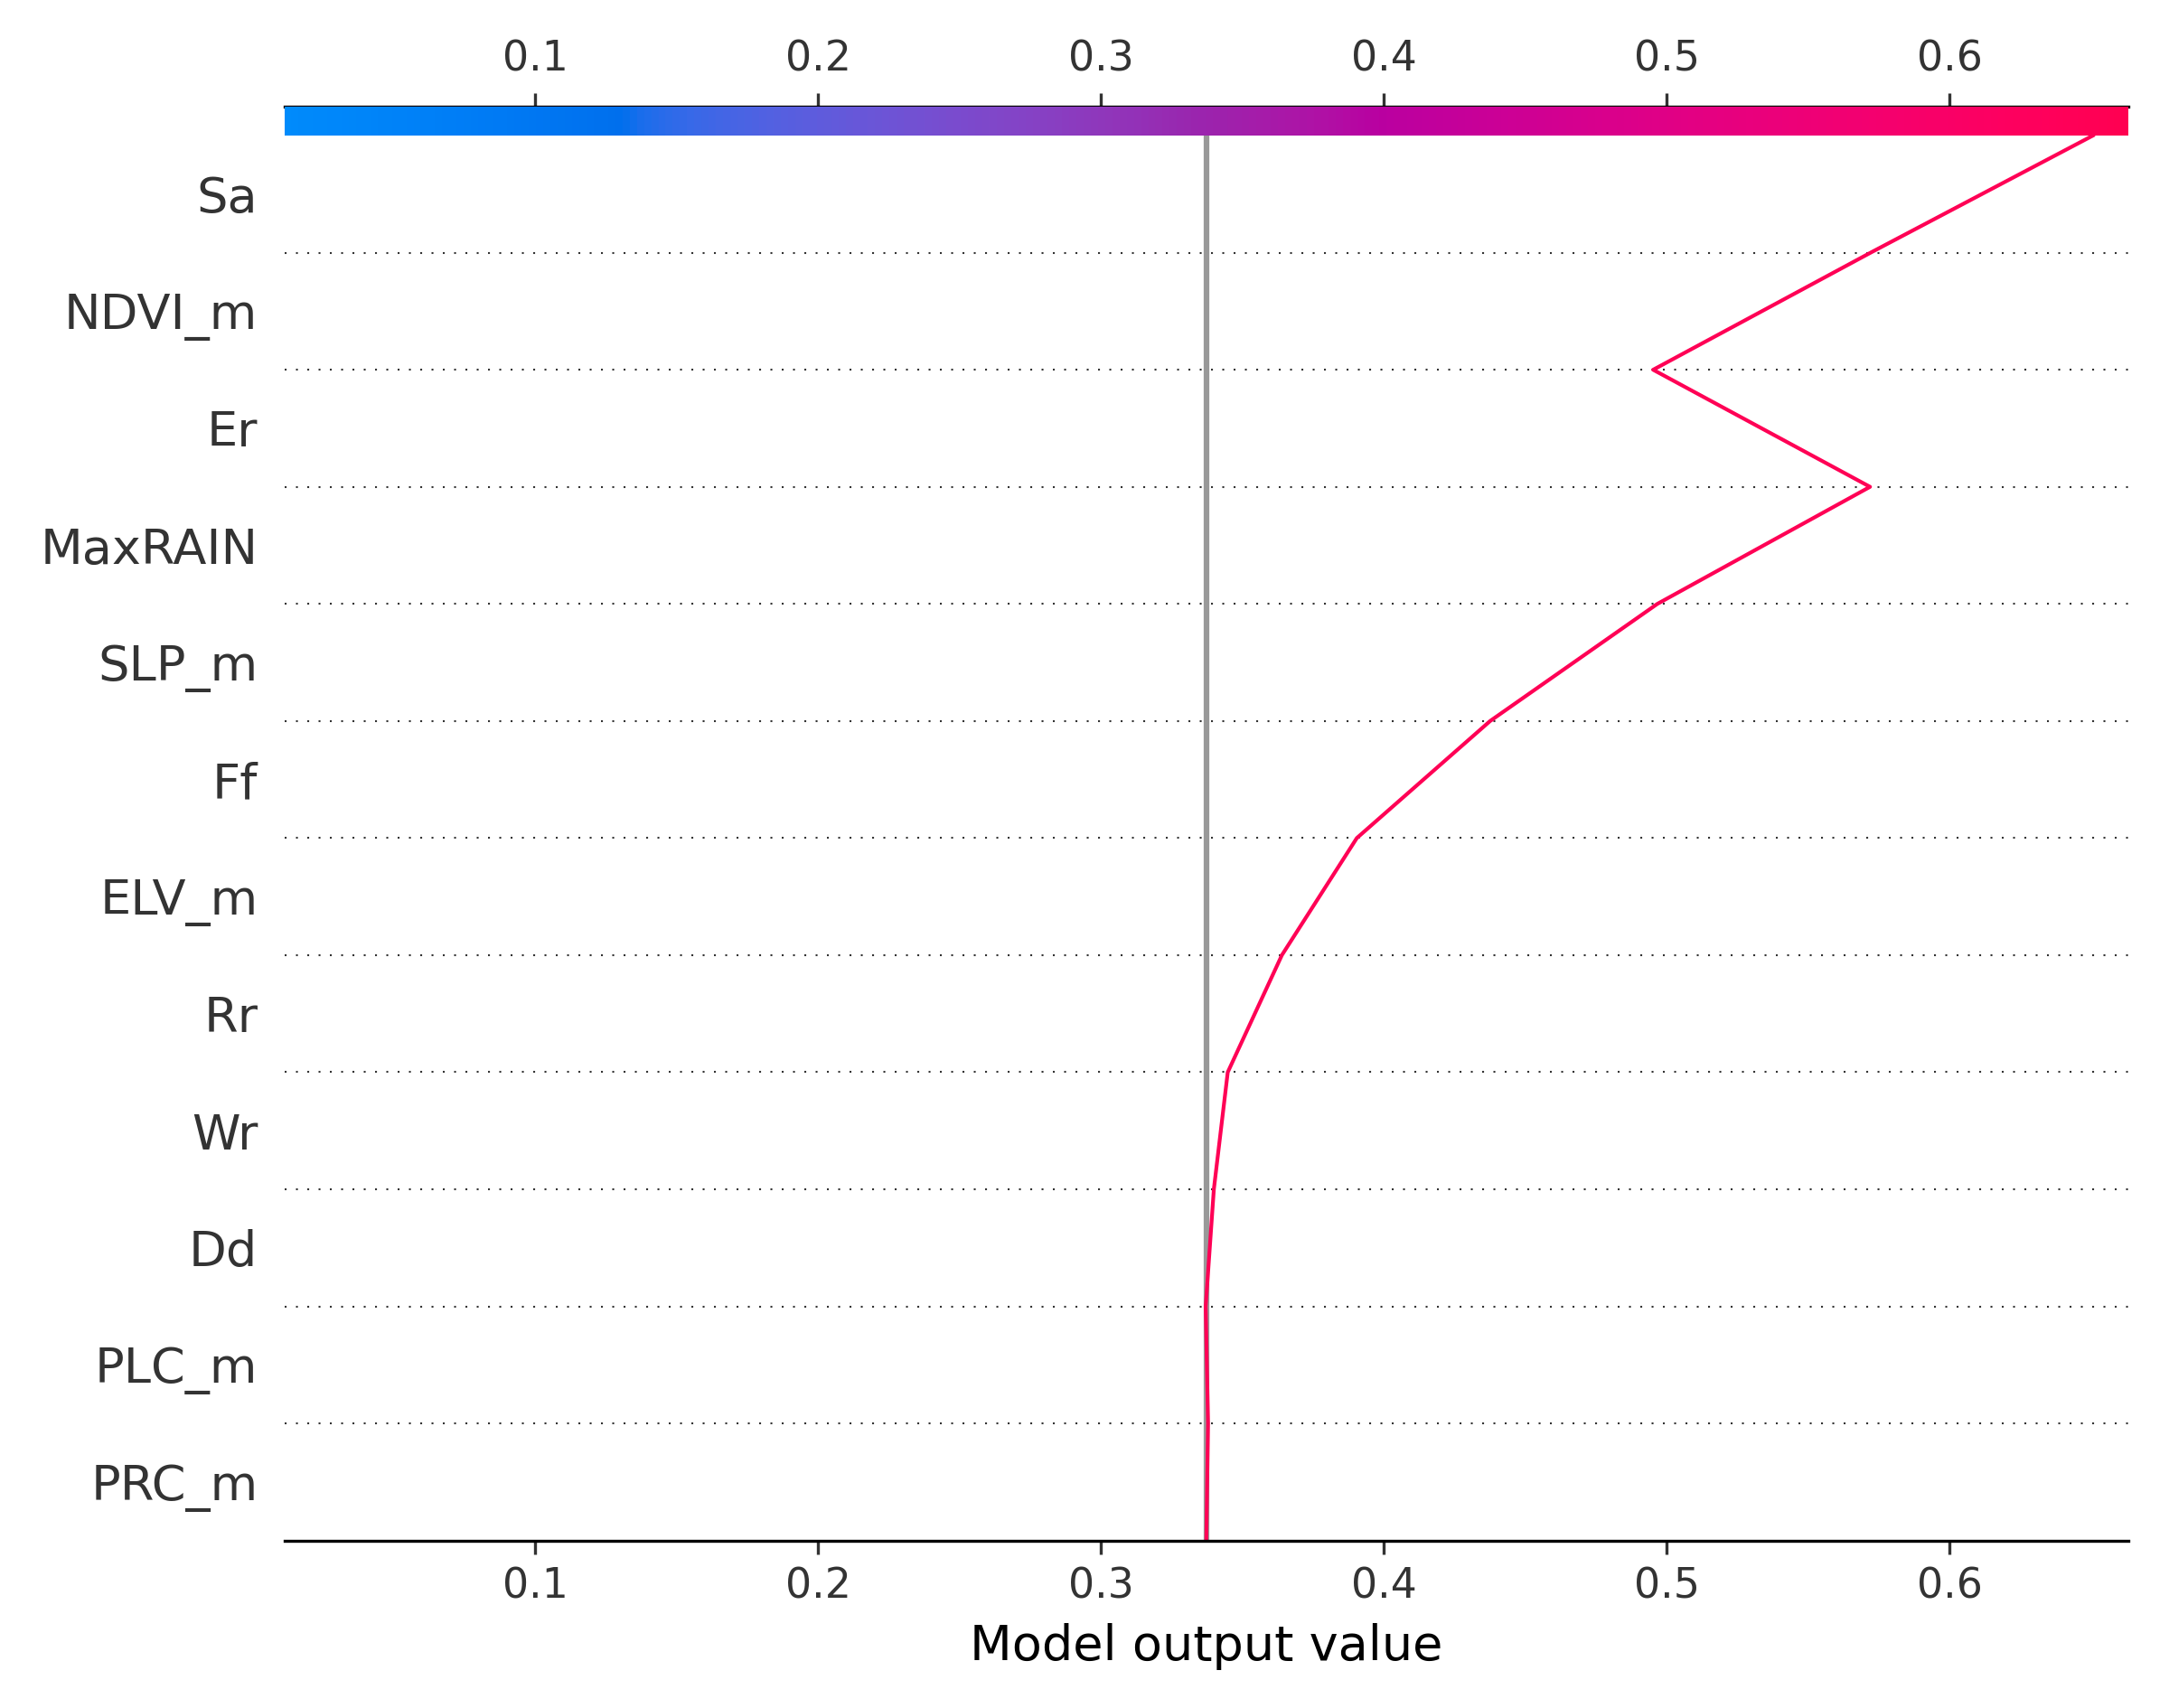 0.1 0.2 0.3 0.4 0.5 0.6
Sa
NDVI_m
Er
MaxRAIN
SLP_m
Ff
ELV_m
Rr
Wr
Dd
PLC_m
PRC_m
0.1 0.2 0.3 0.4 0.5 0.6
Model output value